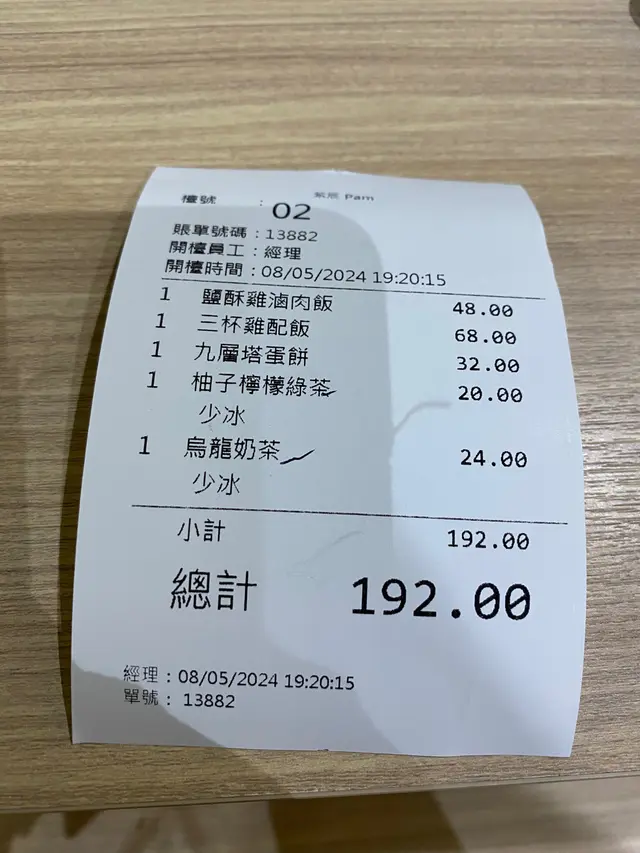 Pam
檯號 : 02
賬單號碼 : 13882
開檯員工 : 經理
開檯時間 : 08/05/2024 19:20:15
1 鹽酥雞滷肉飯 48.00
1 三杯雞配飯 68.00
1 九層塔蛋餅 32.00
1 柚子檸檬綠茶 20.00
少冰
1 烏龍奶茶 24.00
少冰
小計 192.00
總計 192.00
經理 : 08/05/2024 19:20:15
單號 : 13882